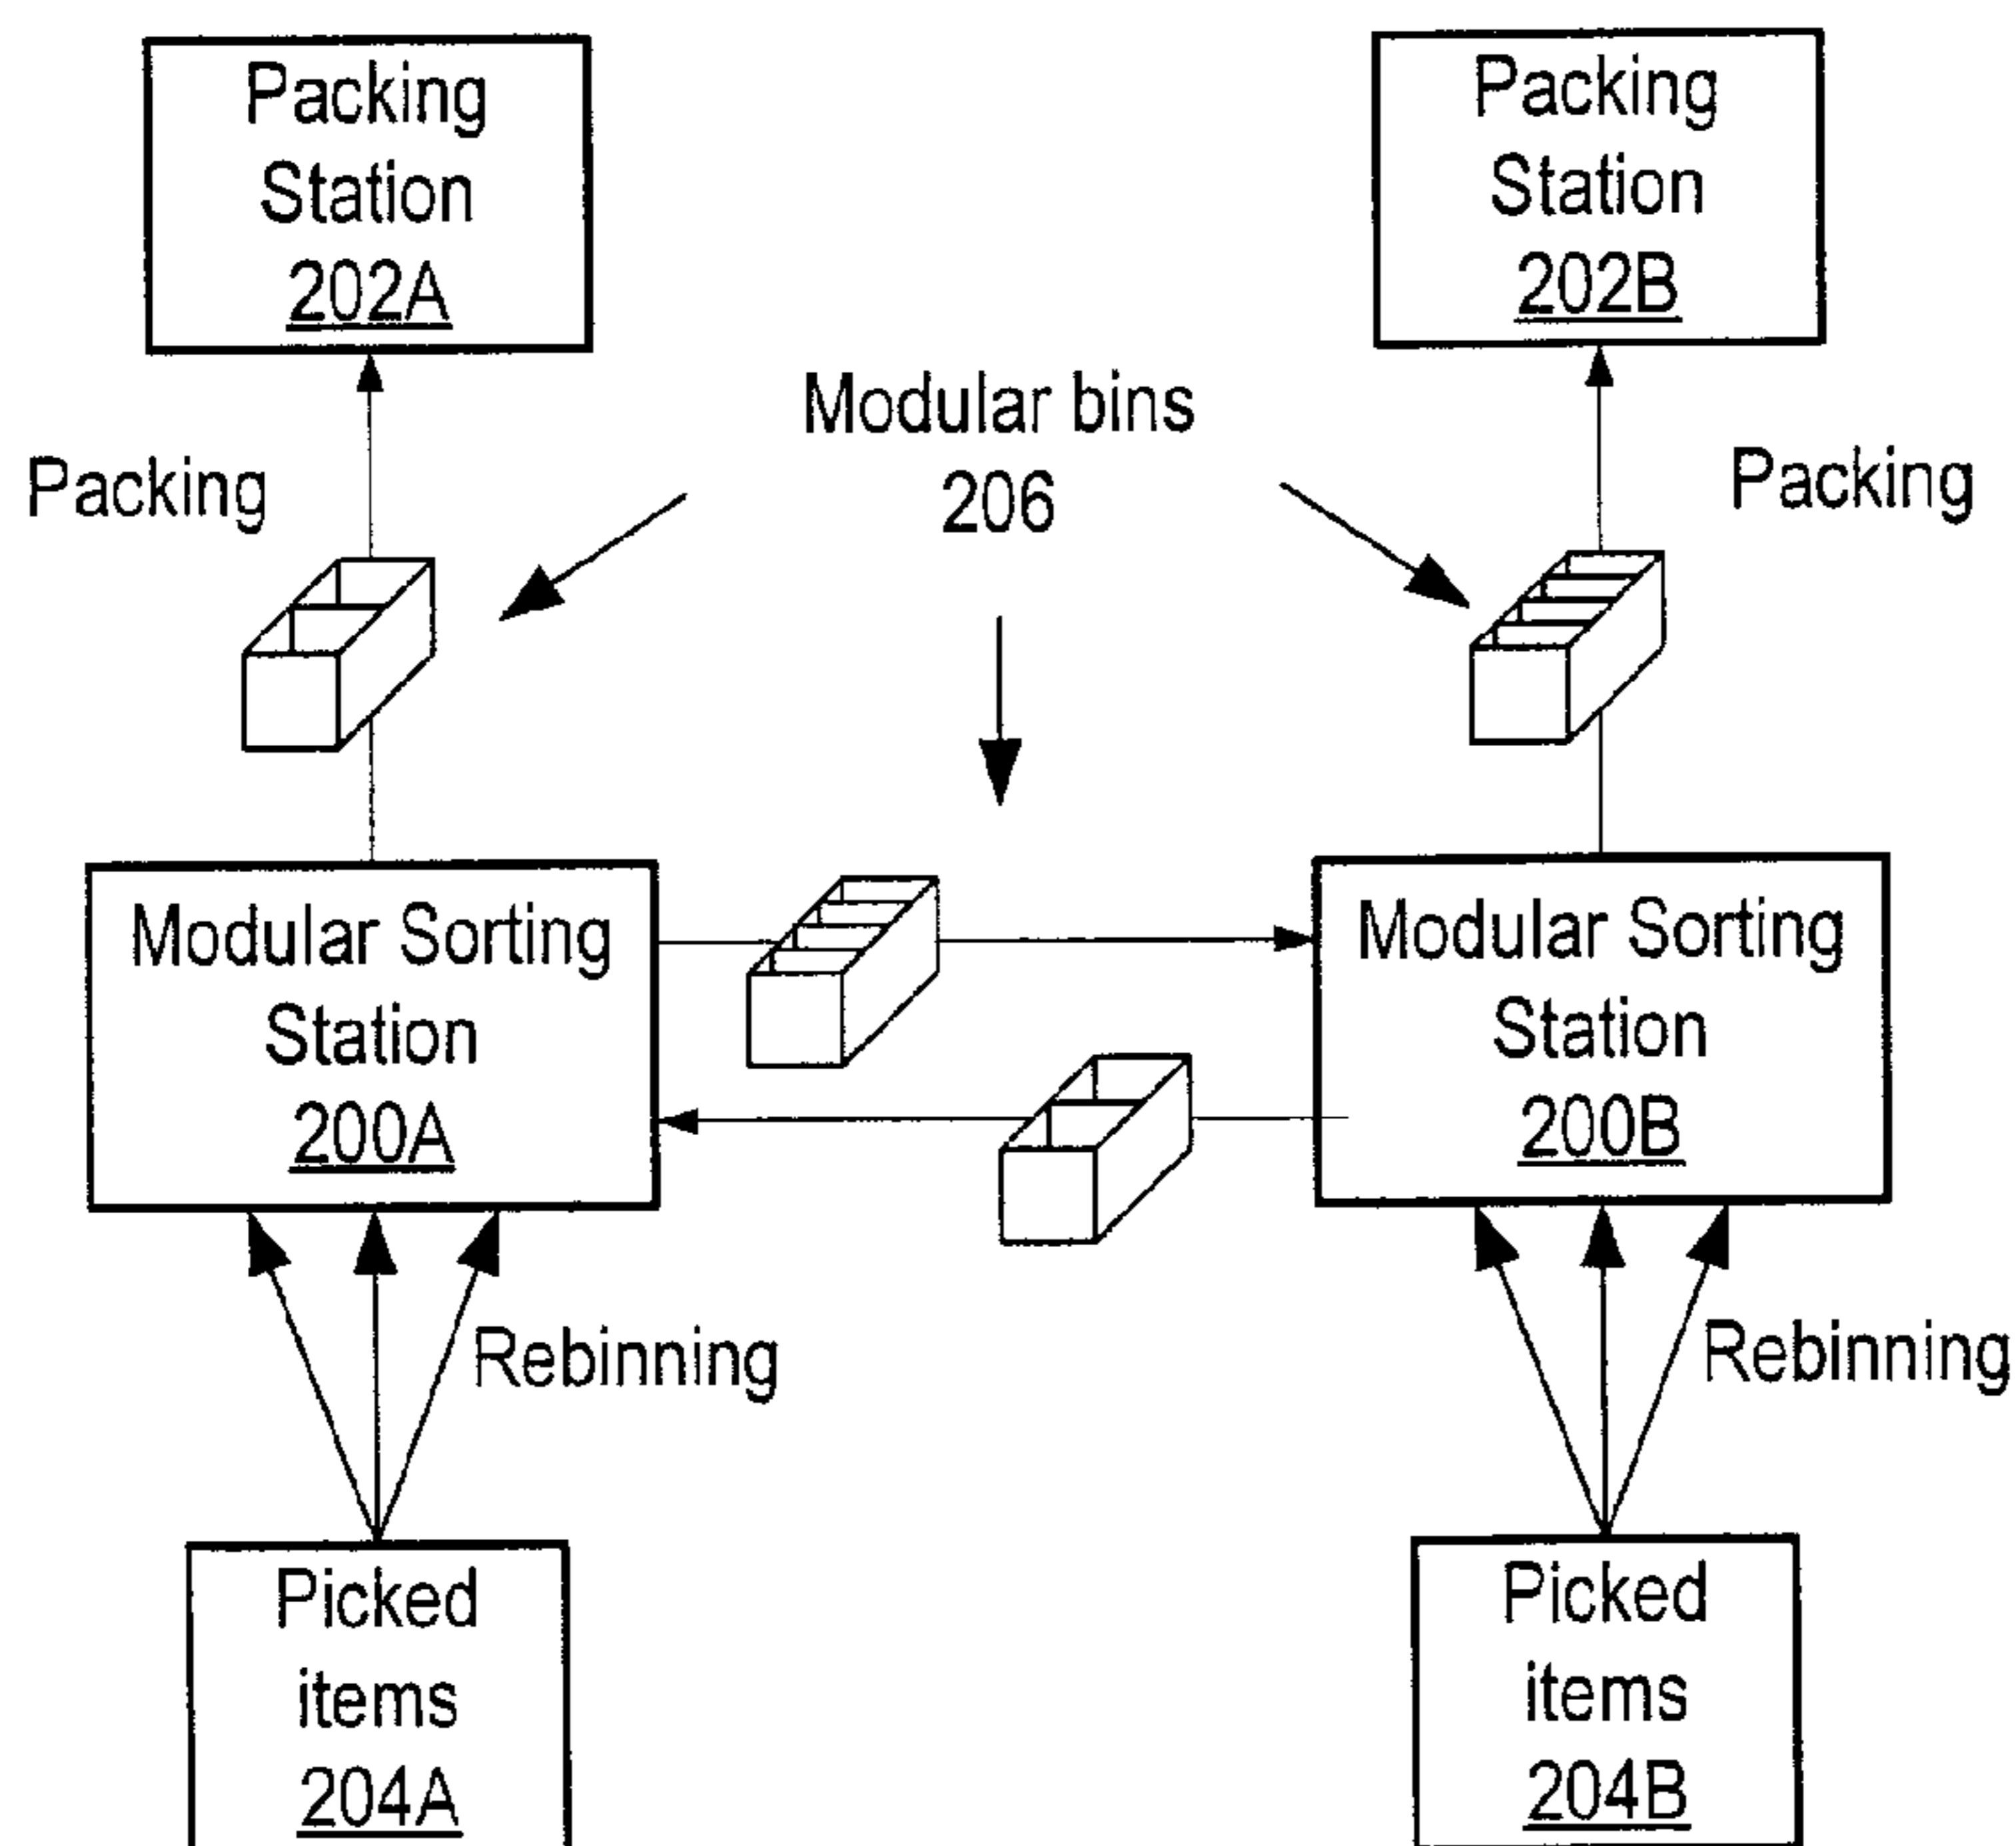 Packing
Station
202A
Packing
Station
202B
Modular bins
206
Packing
Packing
Modular Sorting
Station
200A
Modular Sorting
Station
200B
Rebinning
Rebinning
Picked
items
204A
Picked
items
204B